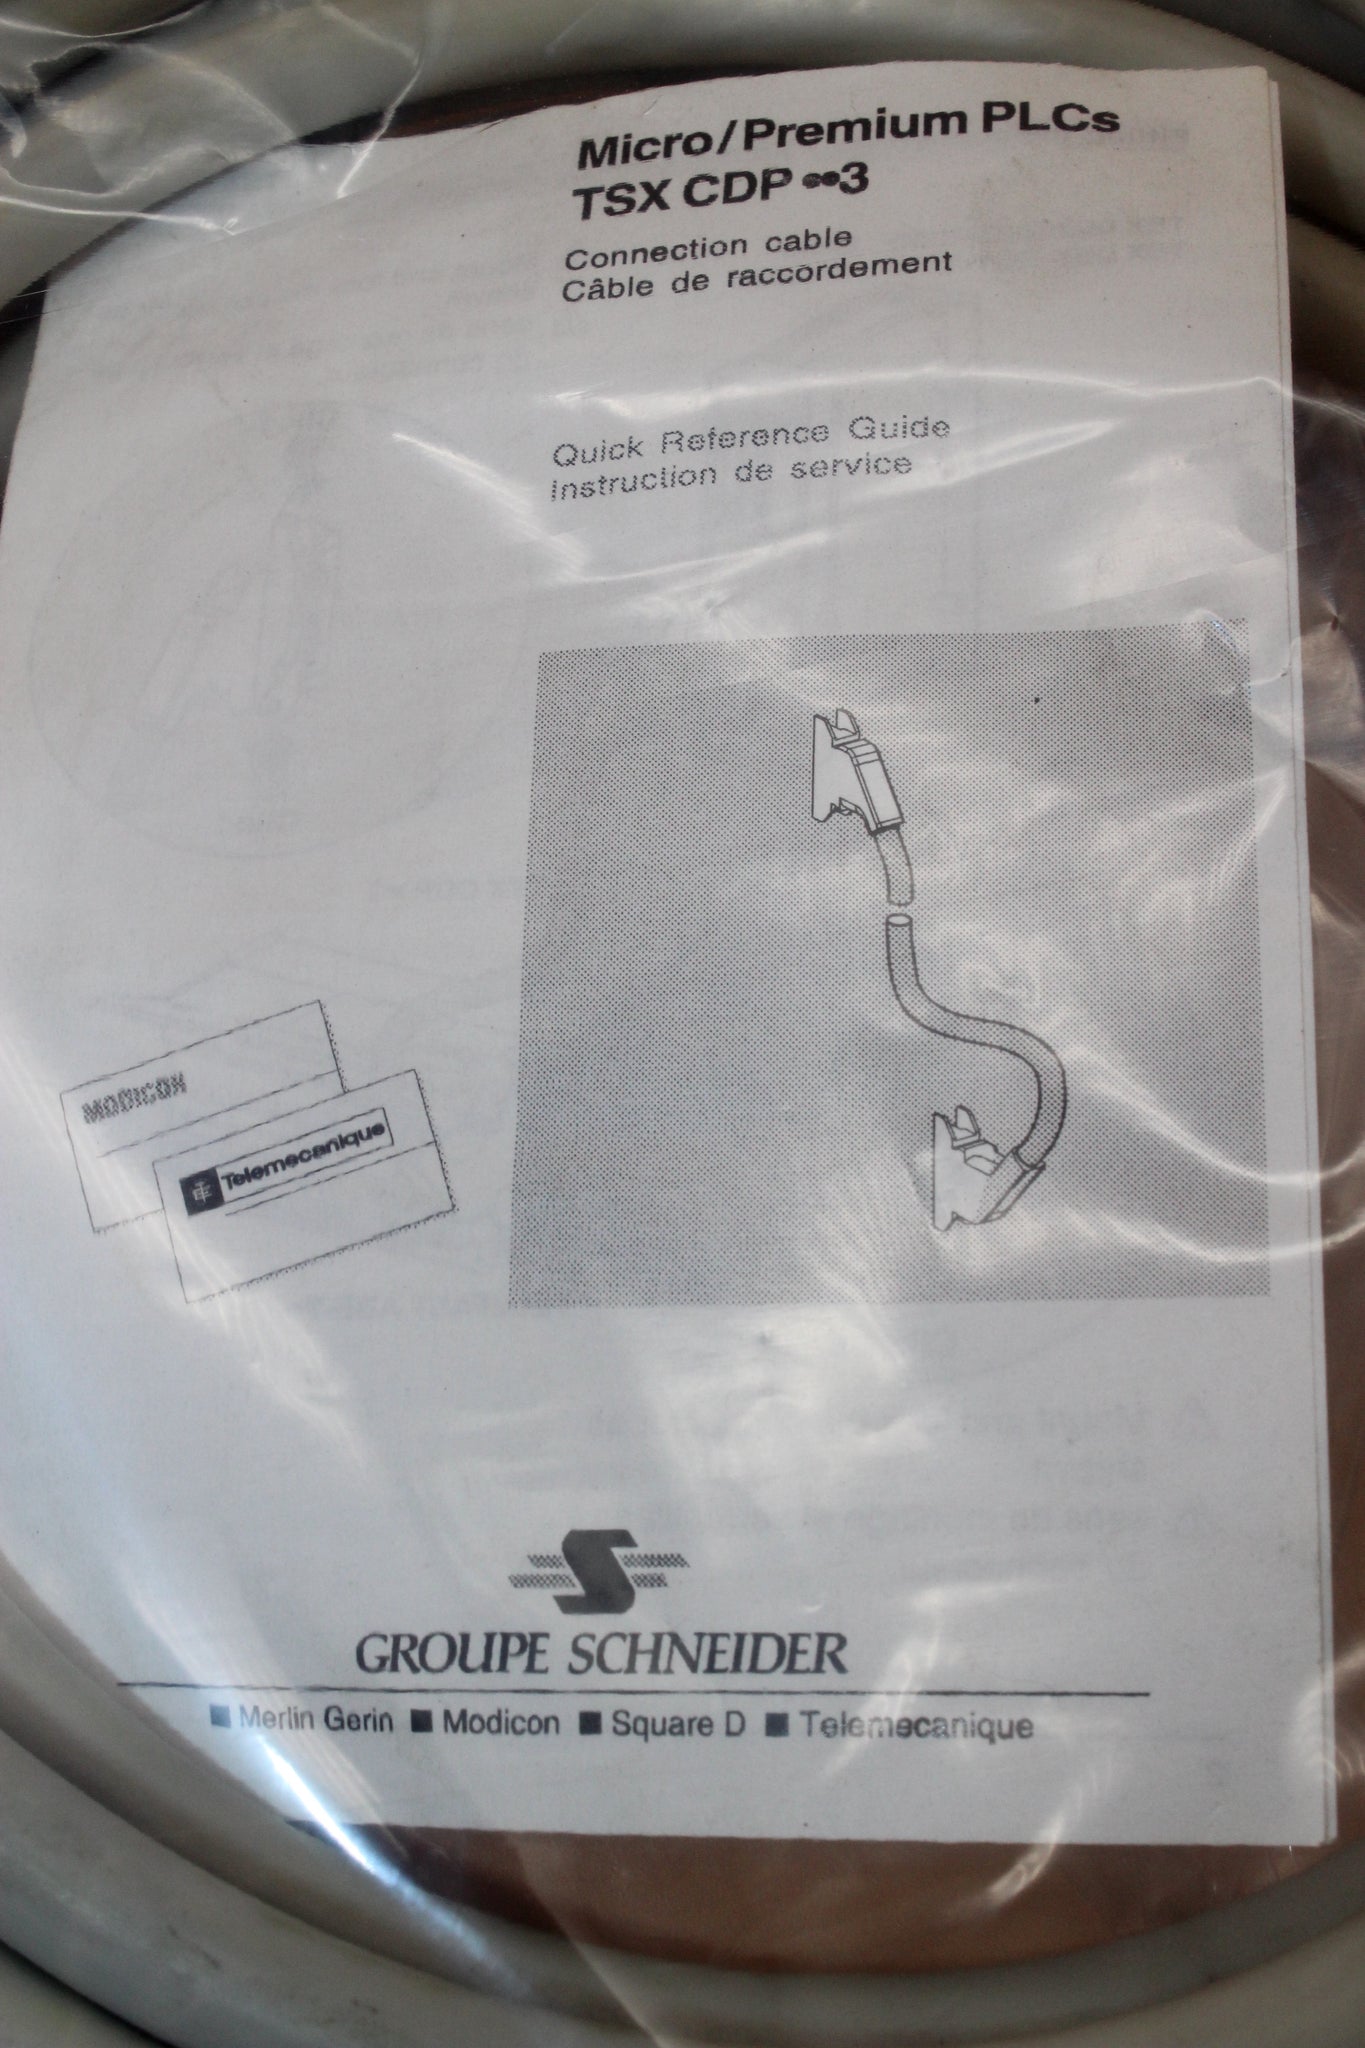 Micro/Premium PLCs
TSX CDP ••3
Connection cable
Câble de raccordement
Quick Reference Guide
Instruction de service
MODICON
Telemecanique
GROUPE SCHNEIDER
■ Merlin Gerin ■ Modicon ■ Square D ■ Telemecanique